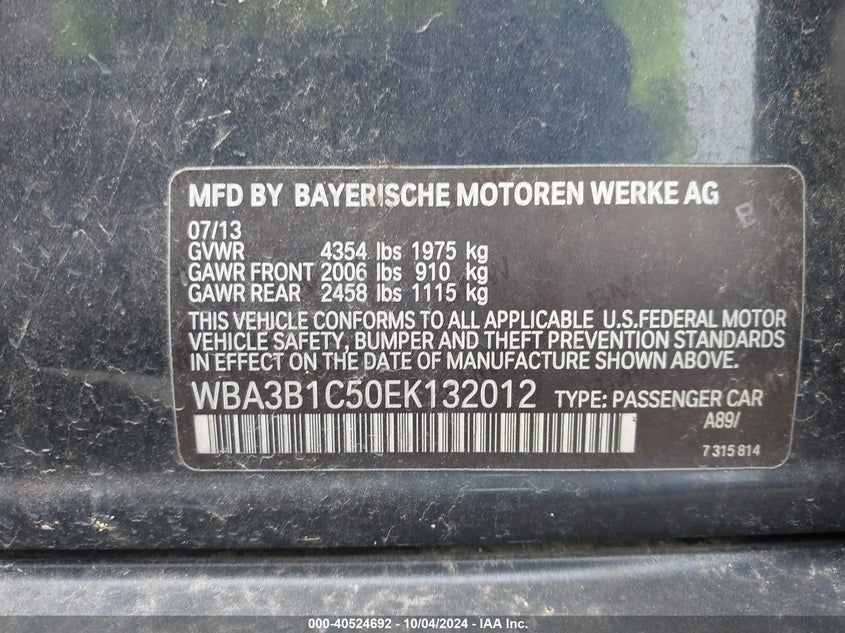 MFD BY BAYERISCHE MOTOREN WERKE AG
07/13
GVWR 4354 lbs 1975 kg
GAWR FRONT 2006 lbs 910 kg
GAWR REAR 2458 lbs 1115 kg
THIS VEHICLE CONFORMS TO ALL APPLICABLE U.S.FEDERAL MOTOR
VEHICLE SAFETY, BUMPER AND THEFT PREVENTION STANDARDS
IN EFFECT ON THE DATE OF MANUFACTURE SHOWN ABOVE.
WBA3B1C50EK132012 TYPE: PASSENGER CAR
A89/
7 315 814
000-40524692 - 10/04/2024 - IAA Inc.